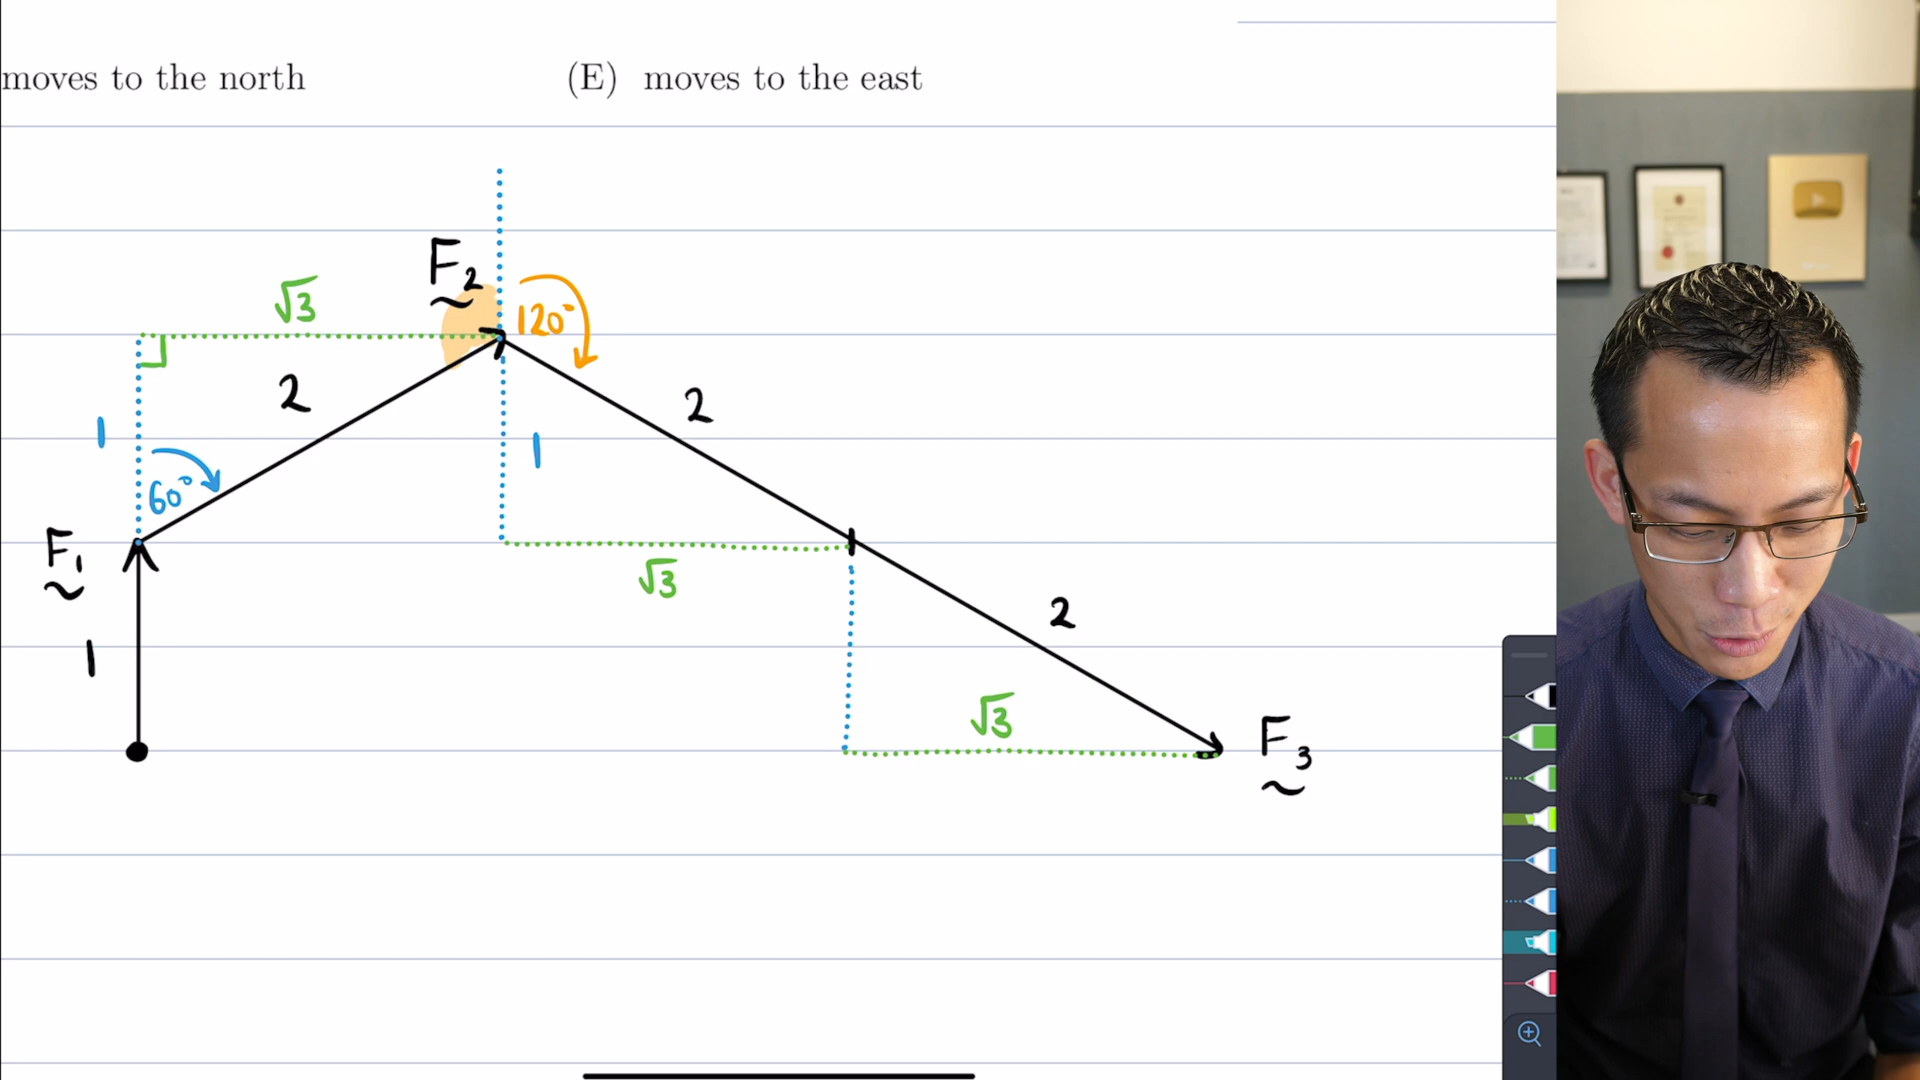 moves to the north (E) moves to the east
F₂
√3 120°
2 2
1 1
60°
F₁ √3
2
1
√3 F₃